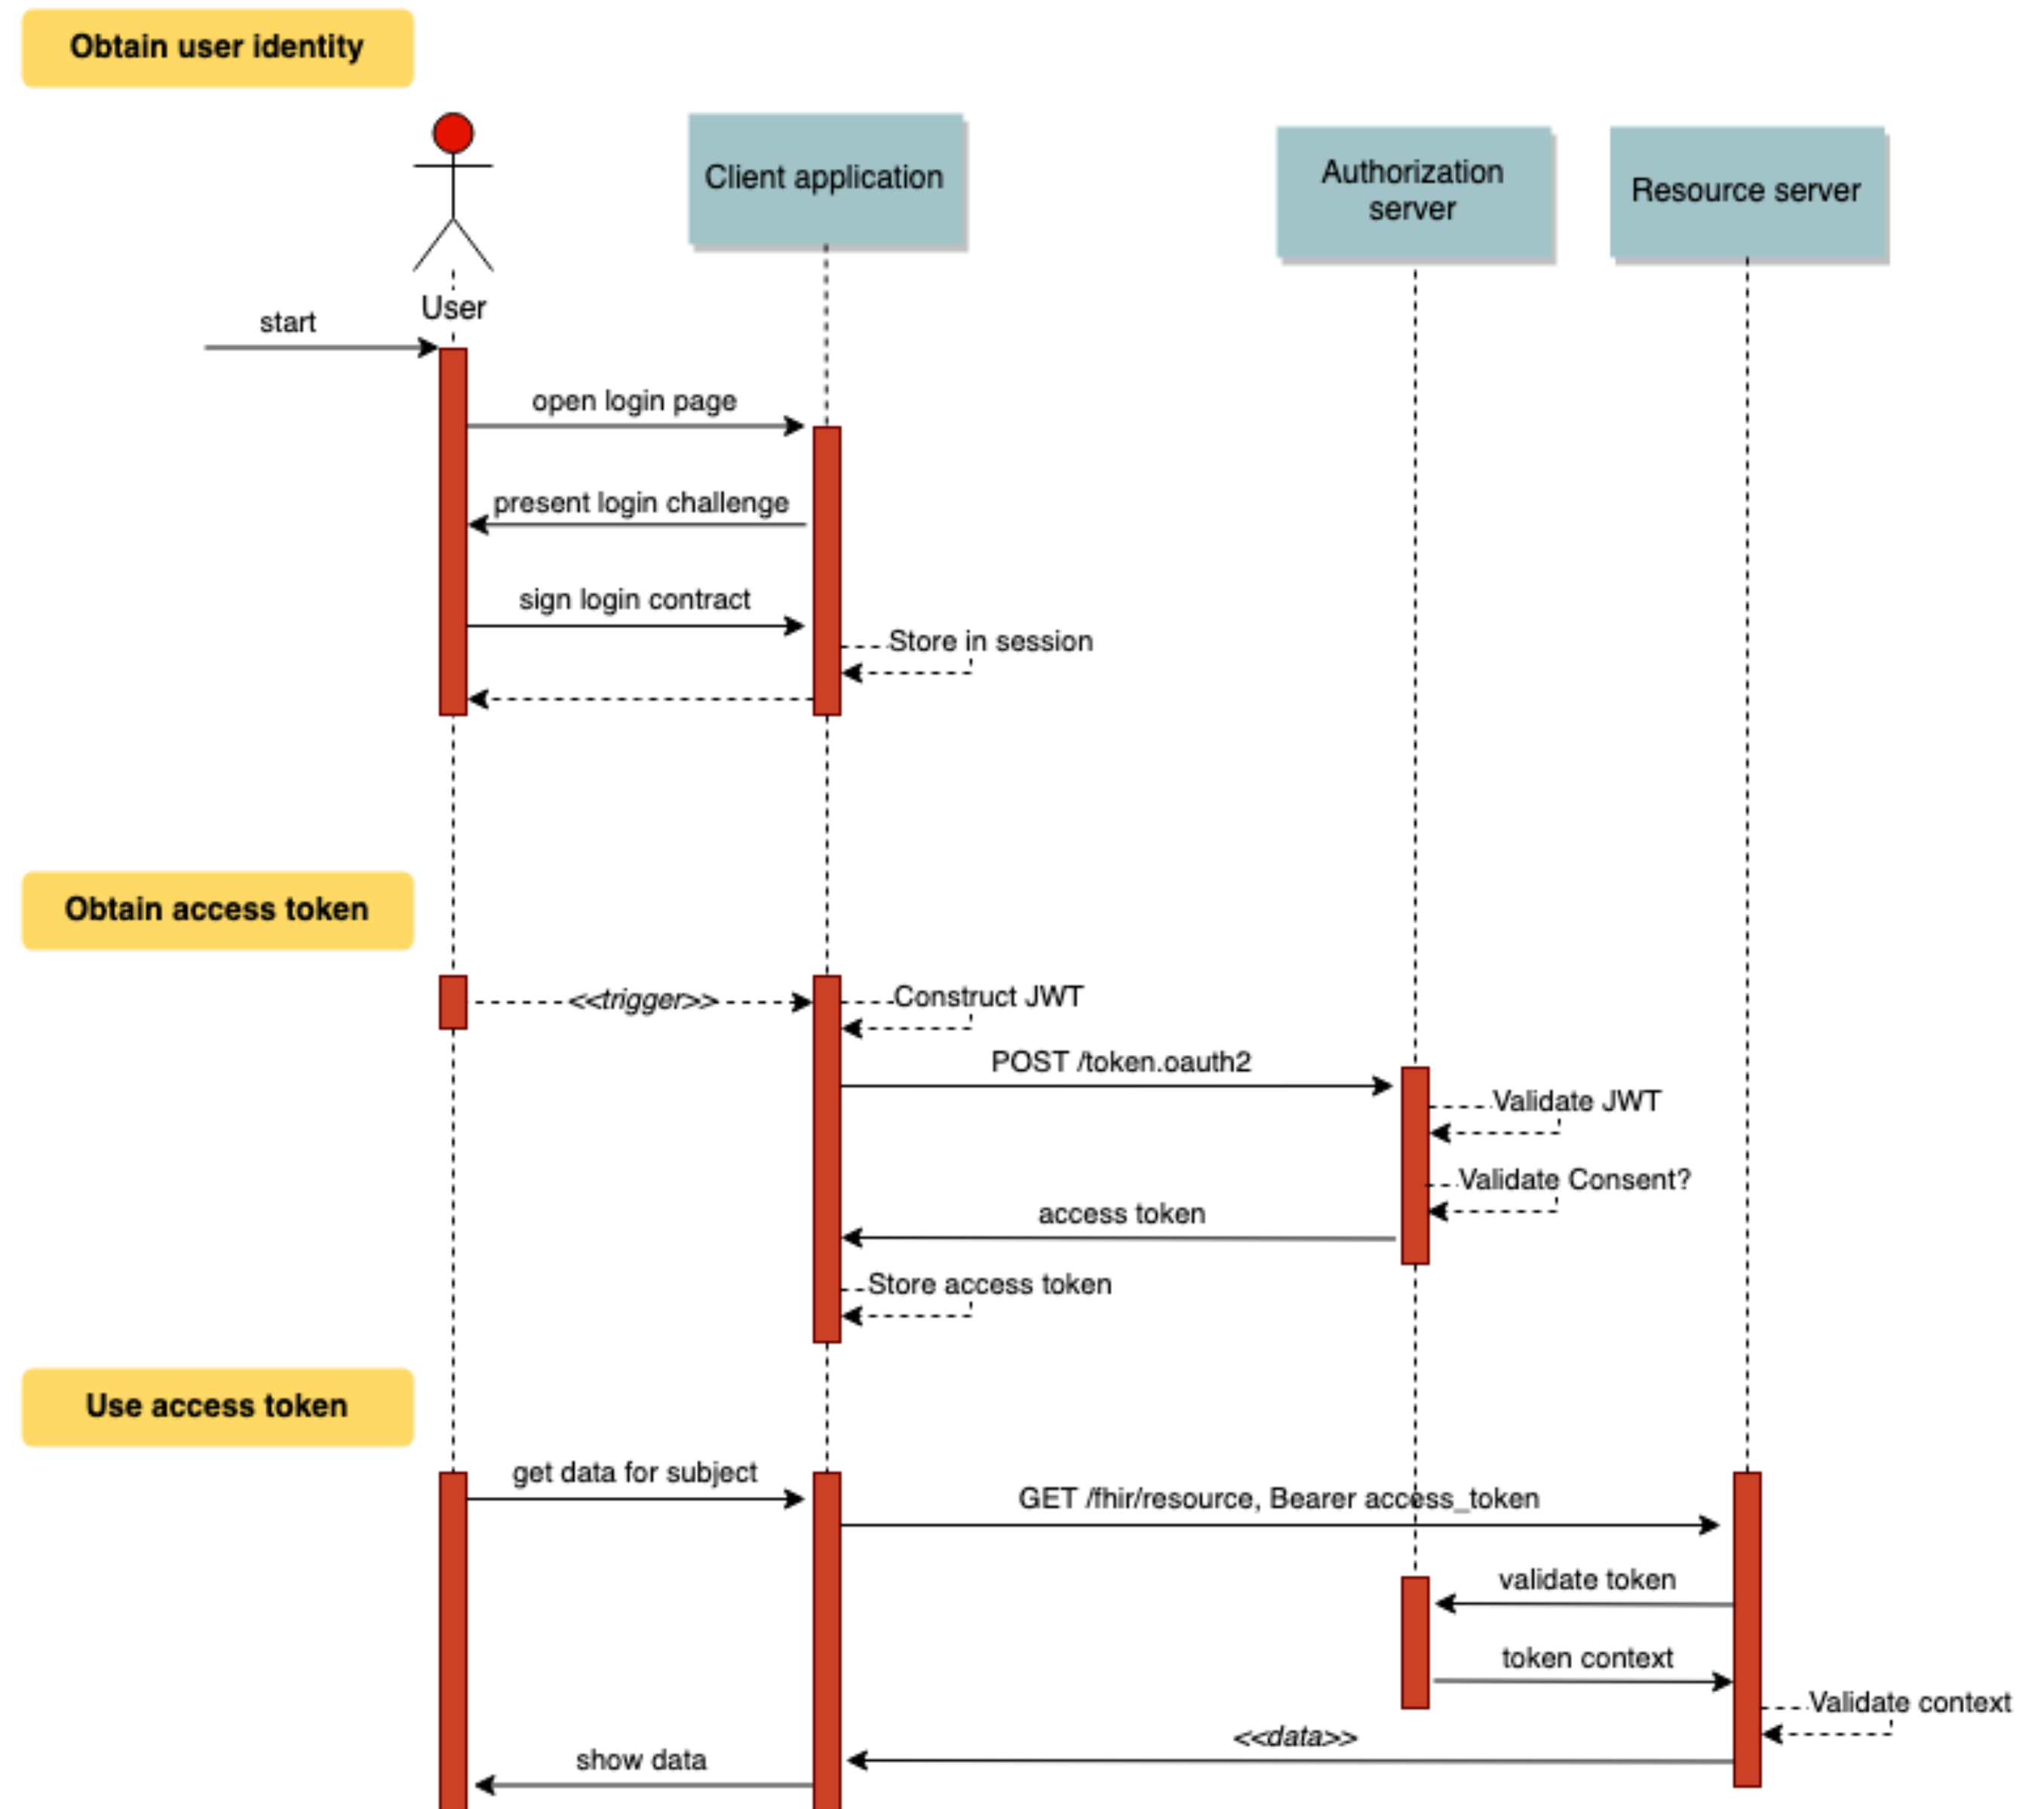 Obtain user identity
Client application
Authorization
server
Resource server
User
start
open login page
present login challenge
sign login contract
Store in session
Obtain access token
<<trigger>>
Construct JWT
POST /token.oauth2
Validate JWT
Validate Consent?
access token
Store access token
Use access token
get data for subject
GET /fhir/resource, Bearer access_token
validate token
token context
Validate context
<<data>>
show data